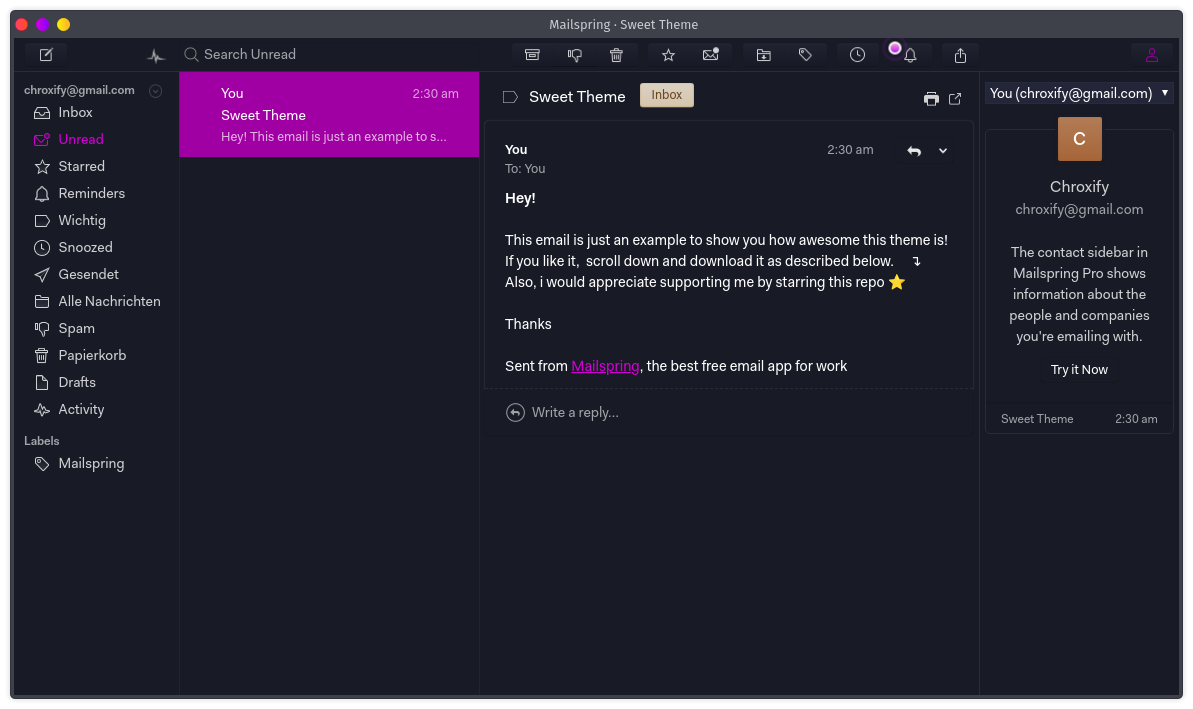 Mailspring · Sweet Theme
Search Unread
chroxify@gmail.com
Inbox
Unread
Starred
Reminders
Wichtig
Snoozed
Gesendet
Alle Nachrichten
Spam
Papierkorb
Drafts
Activity
Labels
Mailspring
You 2:30 am
Sweet Theme
Hey! This email is just an example to s...
Sweet Theme Inbox
You 2:30 am
To: You
Hey!
This email is just an example to show you how awesome this theme is!
If you like it, scroll down and download it as described below. ↴
Also, i would appreciate supporting me by starring this repo ⭐
Thanks
Sent from Mailspring, the best free email app for work
Write a reply...
You (chroxify@gmail.com) ▼
C
Chroxify
chroxify@gmail.com
The contact sidebar in
Mailspring Pro shows
information about the
people and companies
you're emailing with.
Try it Now
Sweet Theme 2:30 am